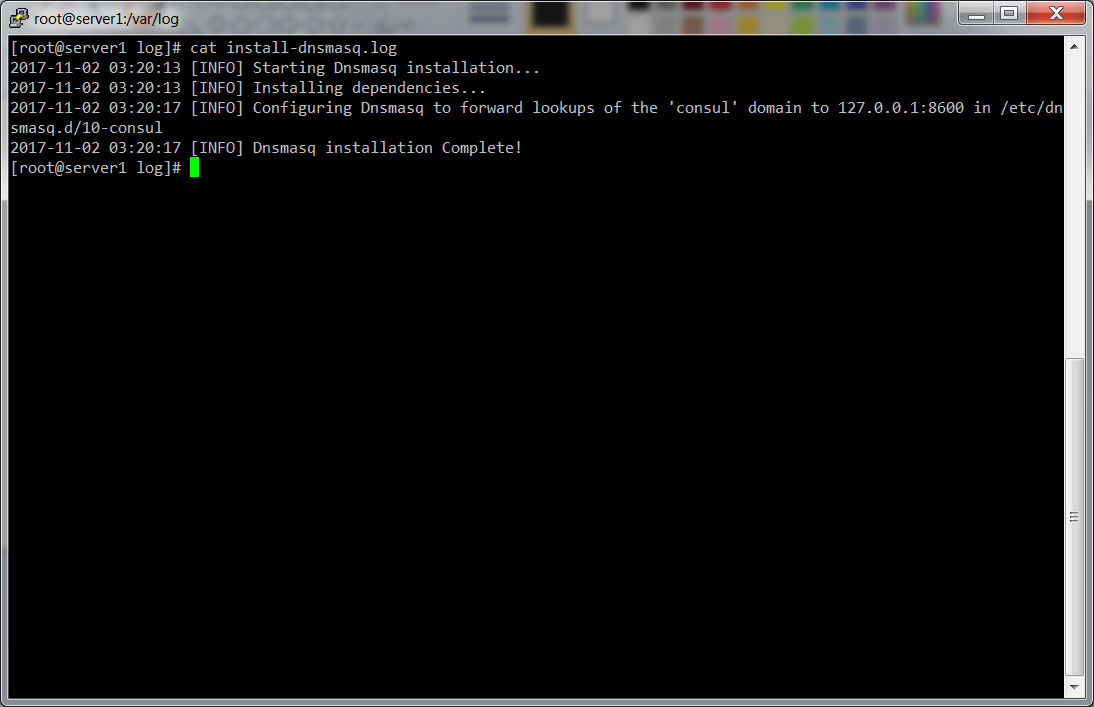 root@server1:/var/log
[root@server1 log]# cat install-dnsmasq.log
2017-11-02 03:20:13 [INFO] Starting Dnsmasq installation...
2017-11-02 03:20:13 [INFO] Installing dependencies...
2017-11-02 03:20:17 [INFO] Configuring Dnsmasq to forward lookups of the 'consul' domain to 127.0.0.1:8600 in /etc/dn
smasq.d/10-consul
2017-11-02 03:20:17 [INFO] Dnsmasq installation Complete!
[root@server1 log]#